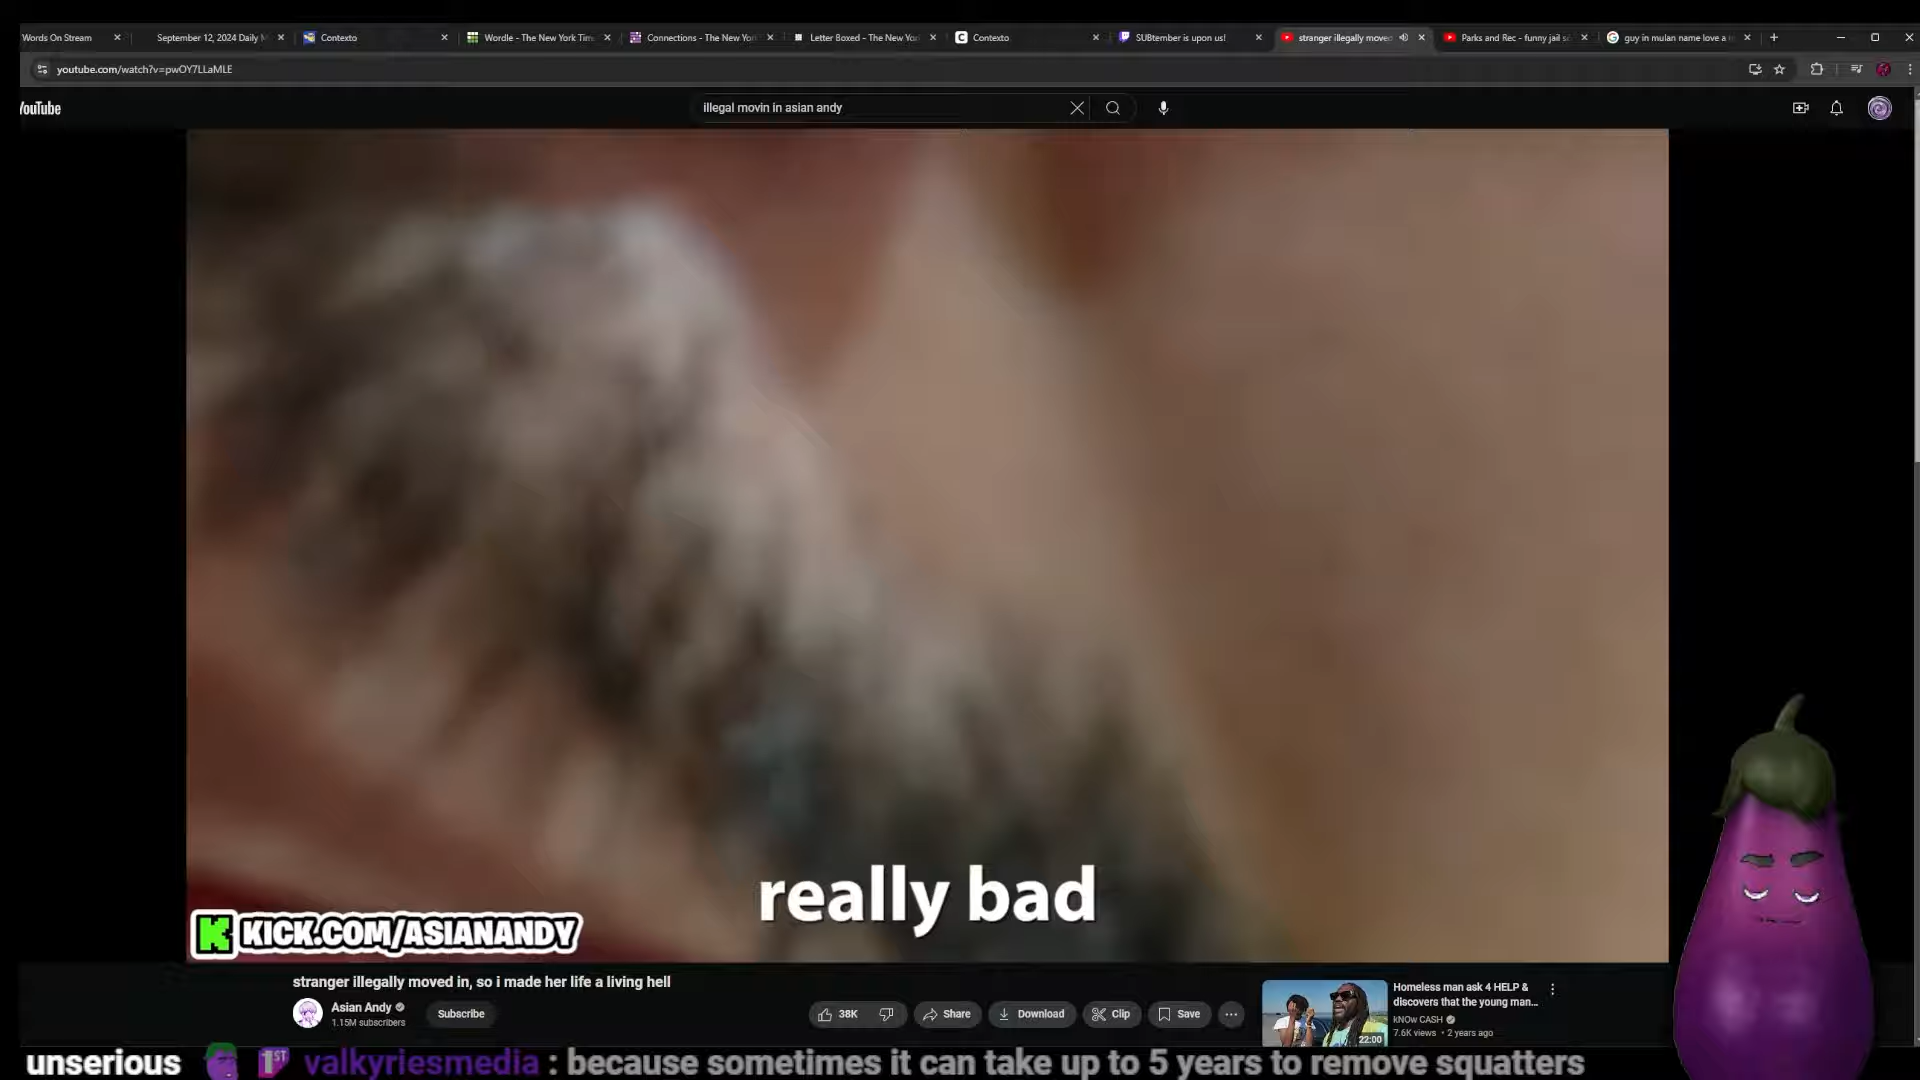 Words On Stream
September 12, 2024 Daily
Contexto
Wordle - The New York Tim
Connections - The New Yor
Letter Boxed - The New Yo
Contexto
SUBtember is upon us!
stranger illegally moved
Parks and Rec - funny jail s
guy in mulan name love a
youtube.com/watch?v=pwOY7LLaMLE
YouTube
illegal movin in asian andy
really bad
KICK.COM/ASIANANDY
stranger illegally moved in, so i made her life a living hell
Asian Andy
1.15M subscribers
Subscribe
38K
Share
Download
Clip
Save
Homeless man ask 4 HELP &
discovers that the young man...
kNOw CASH
7.6K views • 2 years ago
22:00
unserious 1ST valkyriesmedia : because sometimes it can take up to 5 years to remove squatters